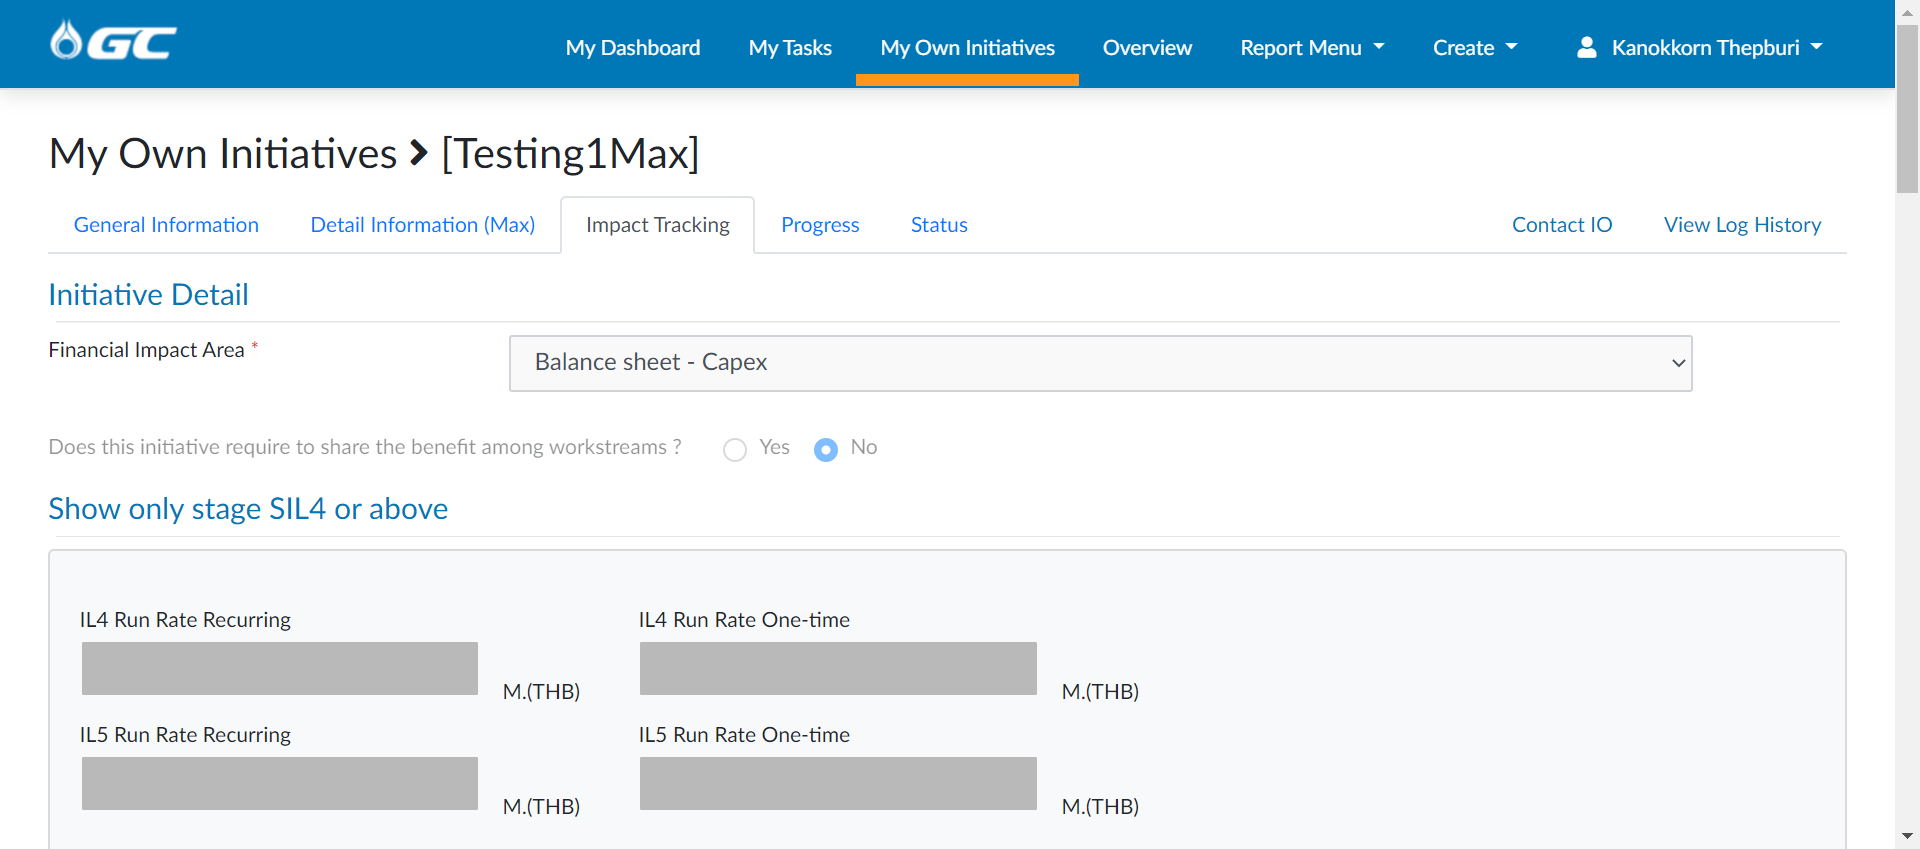 GC
My Dashboard My Tasks My Own Initiatives Overview Report Menu Create Kanokkorn Thepburi
My Own Initiatives > [Testing1Max]
General Information Detail Information (Max) Impact Tracking Progress Status Contact IO View Log History
Initiative Detail
Financial Impact Area * Balance sheet - Capex
Does this initiative require to share the benefit among workstreams ? Yes No
Show only stage SIL4 or above
IL4 Run Rate Recurring IL4 Run Rate One-time
M.(THB) M.(THB)
IL5 Run Rate Recurring IL5 Run Rate One-time
M.(THB) M.(THB)